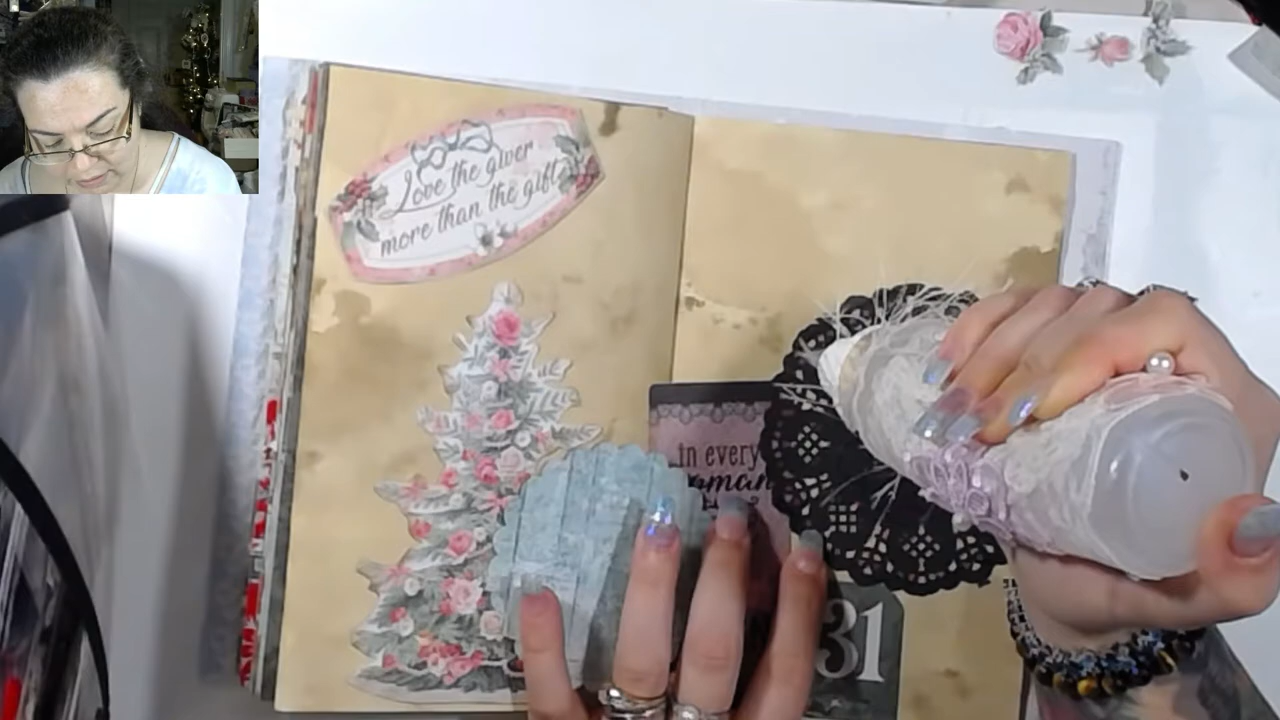 Love the giver
more than the gift
in every
31